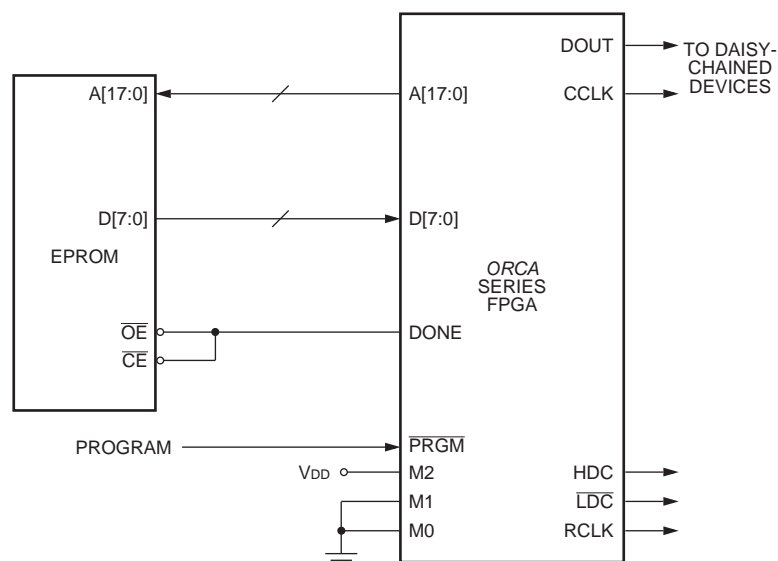 DOUT
TO DAISY-
CHAINED
DEVICES
A[17:0]
A[17:0]
CCLK
D[7:0]
D[7:0]
EPROM
ORCA
SERIES
FPGA
OE
DONE
CE
PROGRAM
PRGM
VDD
M2
HDC
M1
LDC
M0
RCLK